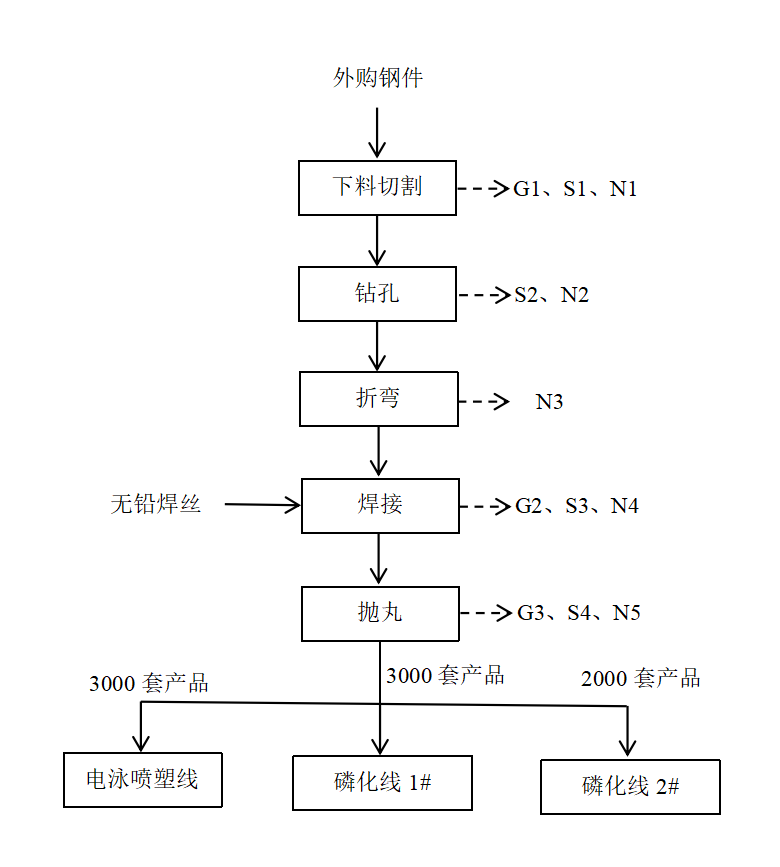 外购钢件
下料切割
G1、S1、N1
钻孔
S2、N2
折弯
N3
无铅焊丝
焊接
G2、S3、N4
抛丸
G3、S4、N5
3000 套产品
3000 套产品
2000 套产品
电泳喷塑线
磷化线 1#
磷化线 2#